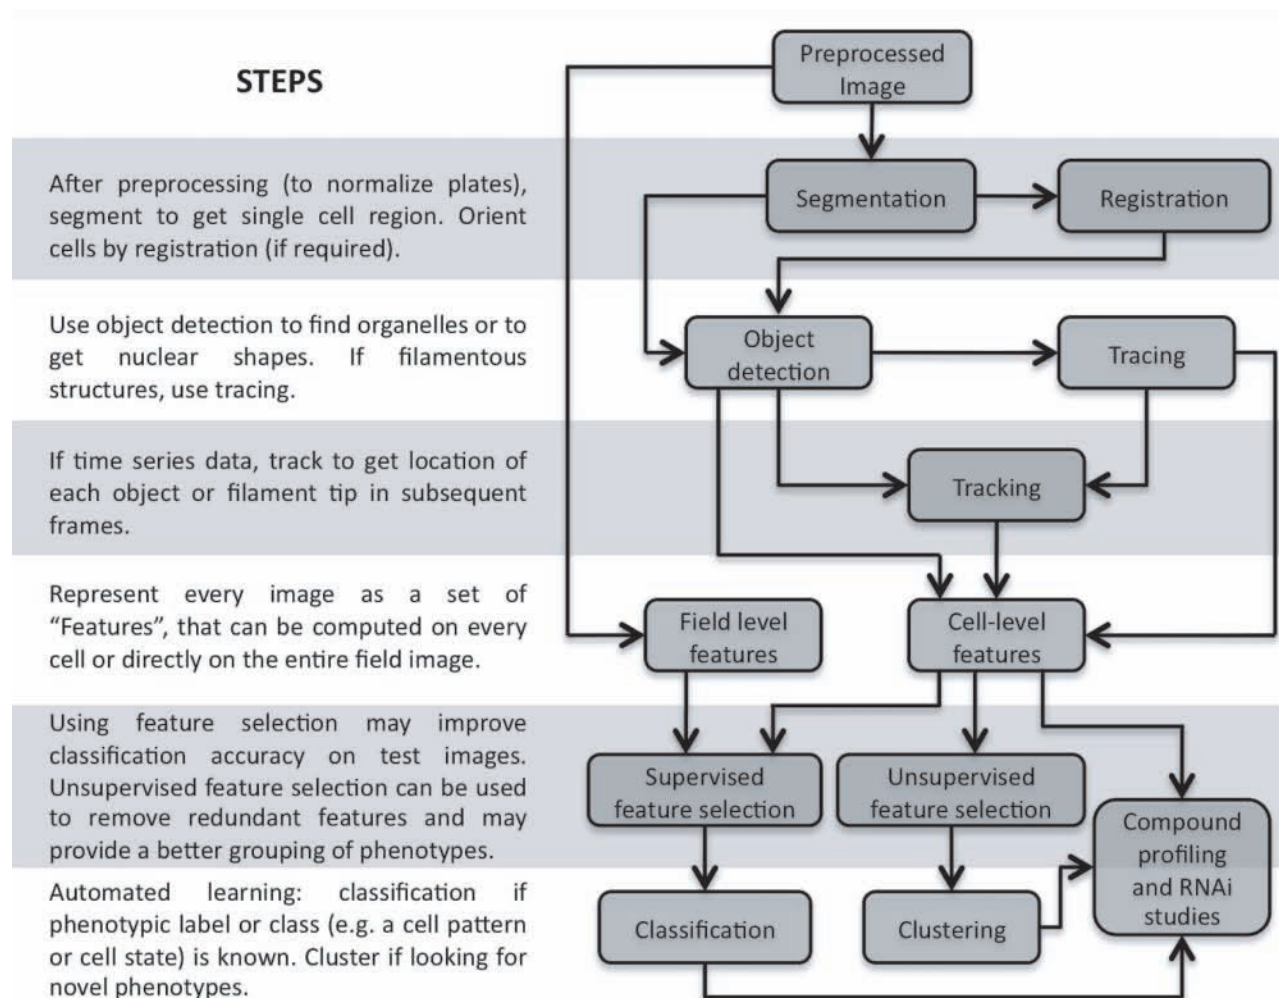 STEPS
After preprocessing (to normalize plates),
segment to get single cell region. Orient
cells by registration (if required).
Use object detection to find organelles or to
get nuclear shapes. If filamentous
structures, use tracing.
If time series data, track to get location of
each object or filament tip in subsequent
frames.
Represent every image as a set of
“Features”, that can be computed on every
cell or directly on the entire field image.
Using feature selection may improve
classification accuracy on test images.
Unsupervised feature selection can be used
to remove redundant features and may
provide a better grouping of phenotypes.
Automated learning: classification if
phenotypic label or class (e.g. a cell pattern
or cell state) is known. Cluster if looking for
novel phenotypes.
Preprocessed
Image
Segmentation
Registration
Object
detection
Tracing
Tracking
Field level
features
Cell-level
features
Supervised
feature selection
Unsupervised
feature selection
Compound
profiling
and RNAi
studies
Classification
Clustering